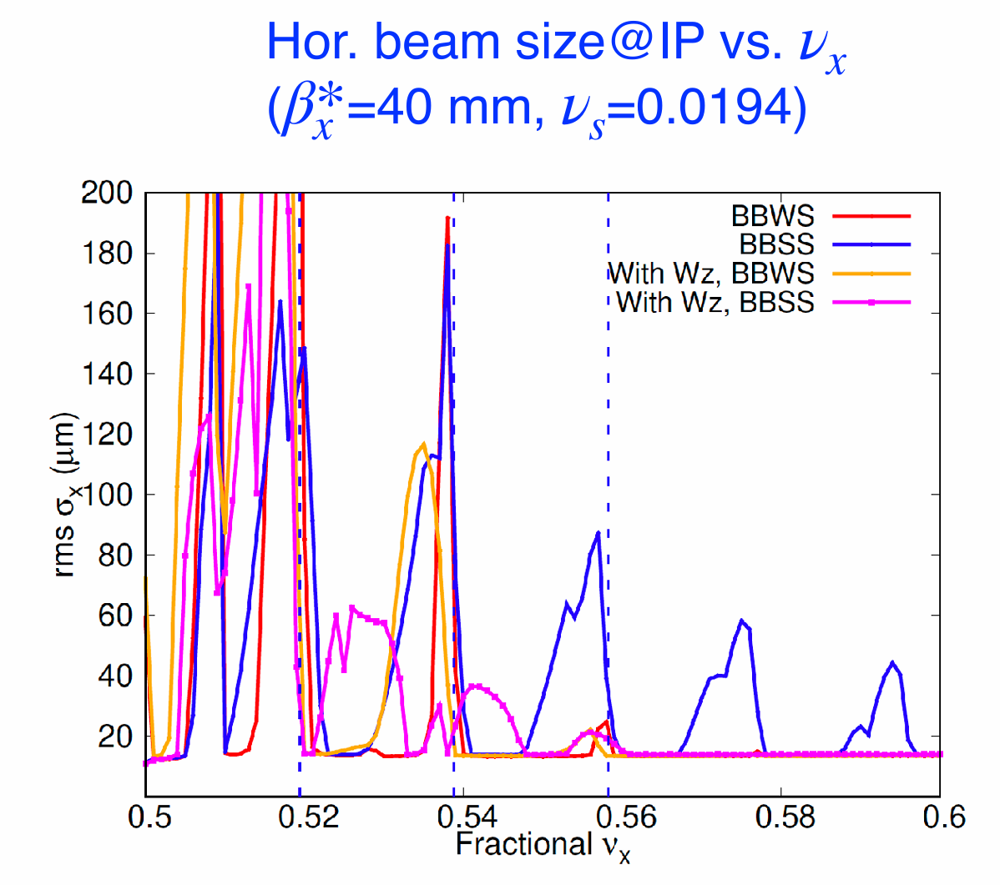 Hor. beam size@IP vs. νx
(βx*=40 mm, νs=0.0194)
200
180
160
140
120
100
80
60
40
20
rms σx (μm)
BBWS
BBSS
With Wz, BBWS
With Wz, BBSS
0.5 0.52 0.54 0.56 0.58 0.6
Fractional νx